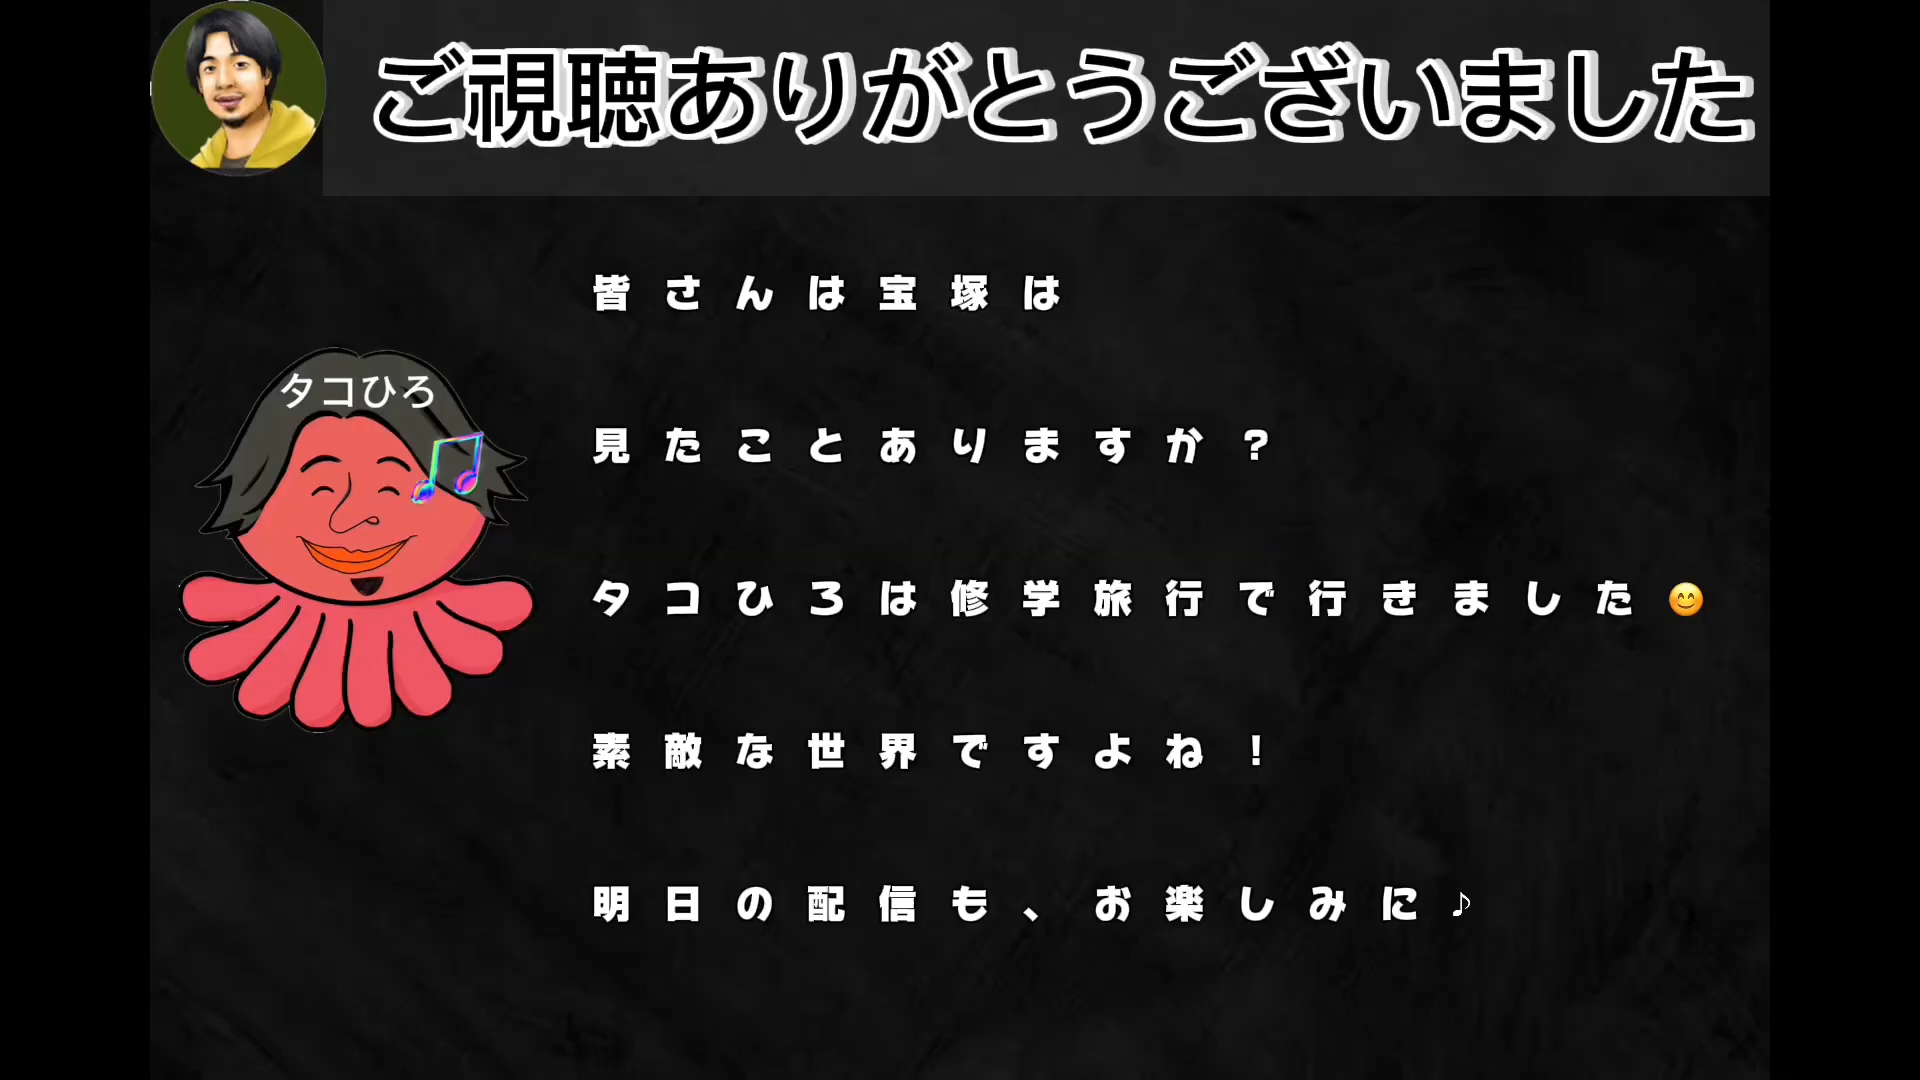 ご視聴ありがとうございました
皆さんは宝塚は
見たことありますか?
タコひろ
タコひろは修学旅行で行きました😊
素敵な世界ですよね!
明日の配信も、お楽しみに♪